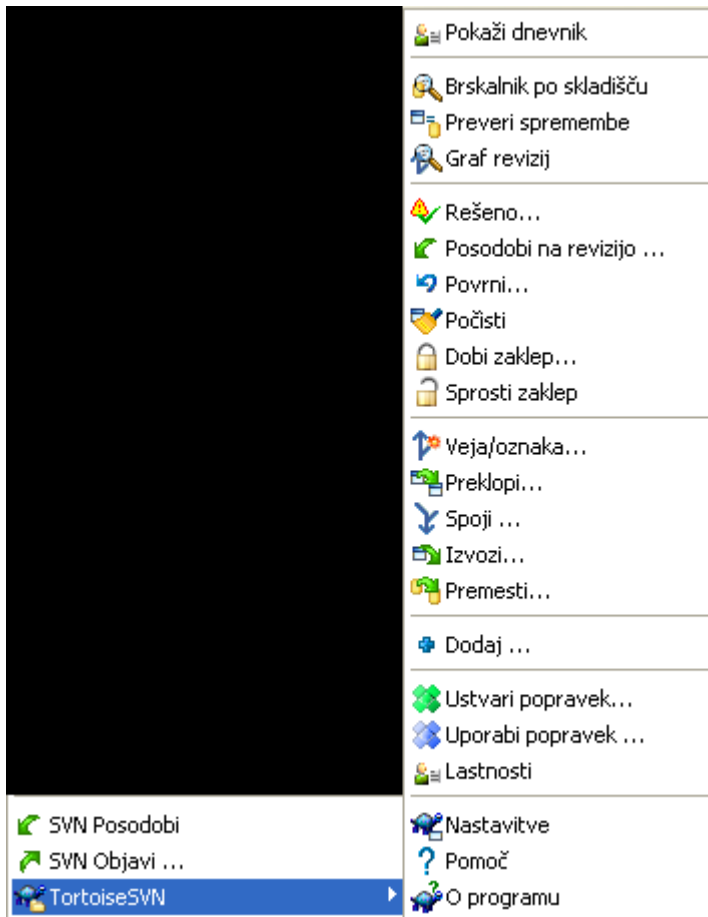 Pokaži dnevnik
Brskalnik po skladišču
Preveri spremembe
Graf revizij
Rešeno...
Posodobi na revizijo ...
Povrni...
Počisti
Dobi zaklep...
Sprosti zaklep
Veja/oznaka...
Preklopi...
Spoji ...
Izvozi...
Premesti...
Dodaj ...
Ustvari popravek...
Uporabi popravek ...
Lastnosti
Nastavitve
Pomoč
O programu
SVN Posodobi
SVN Objavi ...
TortoiseSVN